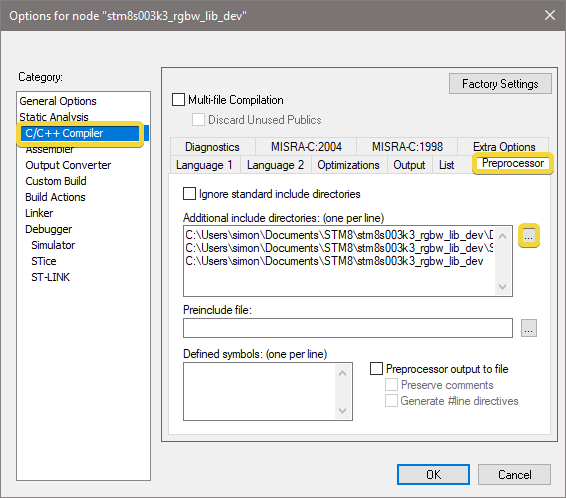 Options for node "stm8s003k3_rgbw_lib_dev"
Category:
General Options
Static Analysis
C/C++ Compiler
Assembler
Output Converter
Custom Build
Build Actions
Linker
Debugger
Simulator
STice
ST-LINK
Factory Settings
Multi-file Compilation
Discard Unused Publics
Diagnostics MISRA-C:2004 MISRA-C:1998 Extra Options
Language 1 Language 2 Optimizations Output List Preprocessor
Ignore standard include directories
Additional include directories: (one per line)
C:\Users\simon\Documents\STM8\stm8s003k3_rgbw_lib_dev\D
C:\Users\simon\Documents\STM8\stm8s003k3_rgbw_lib_dev\S
C:\Users\simon\Documents\STM8\stm8s003k3_rgbw_lib_dev
...
Preinclude file:
...
Defined symbols: (one per line)
Preprocessor output to file
Preserve comments
Generate #line directives
OK Cancel